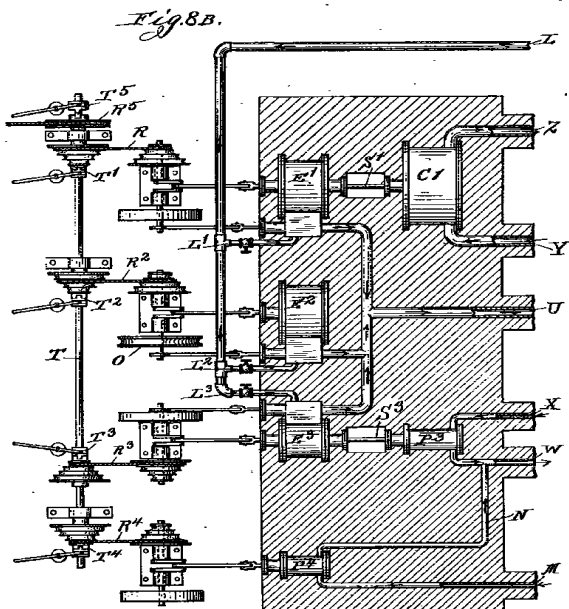 Fig. 8B.
L
T⁵
R⁵
R
Z
T¹
E¹
S¹
C1
L¹
Y
R²
T²
E²
U
T
O
L²
L³
T³
R³
E³
S³
P3
X
W
N
R⁴
T⁴
P4
M